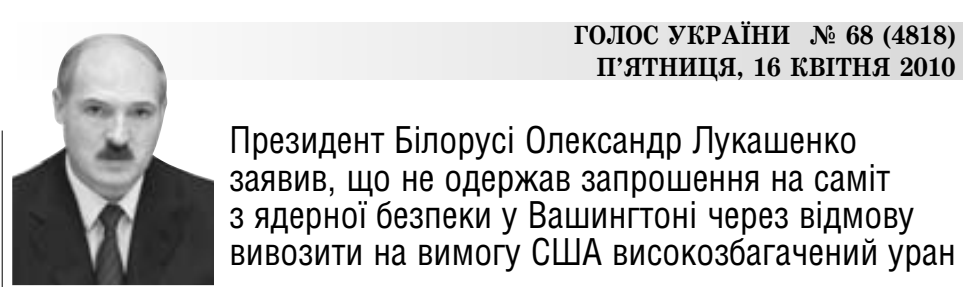 ГОЛОС УКРАЇНИ № 68 (4818)
П'ЯТНИЦЯ, 16 КВІТНЯ 2010
Президент Білорусі Олександр Лукашенко
заявив, що не одержав запрошення на саміт
з ядерної безпеки у Вашингтоні через відмову
вивозити на вимогу США високозбагачений уран